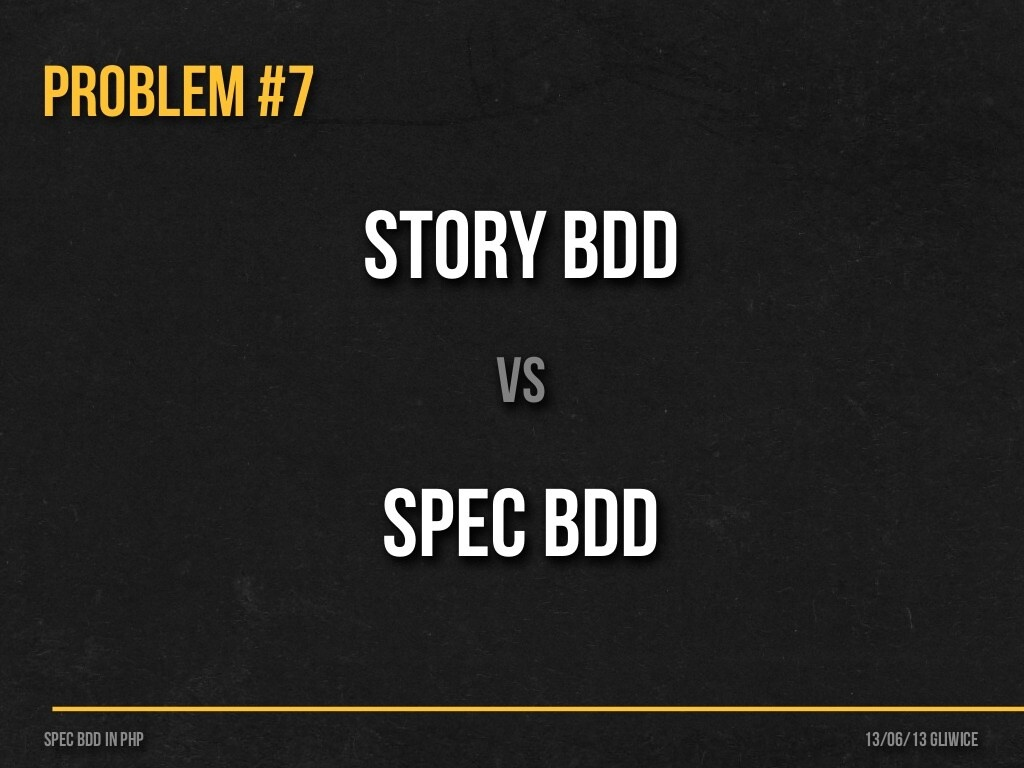 PROBLEM #7
STORY BDD
VS
SPEC BDD
SPEC BDD IN PHP
13/06/13 GLIWICE